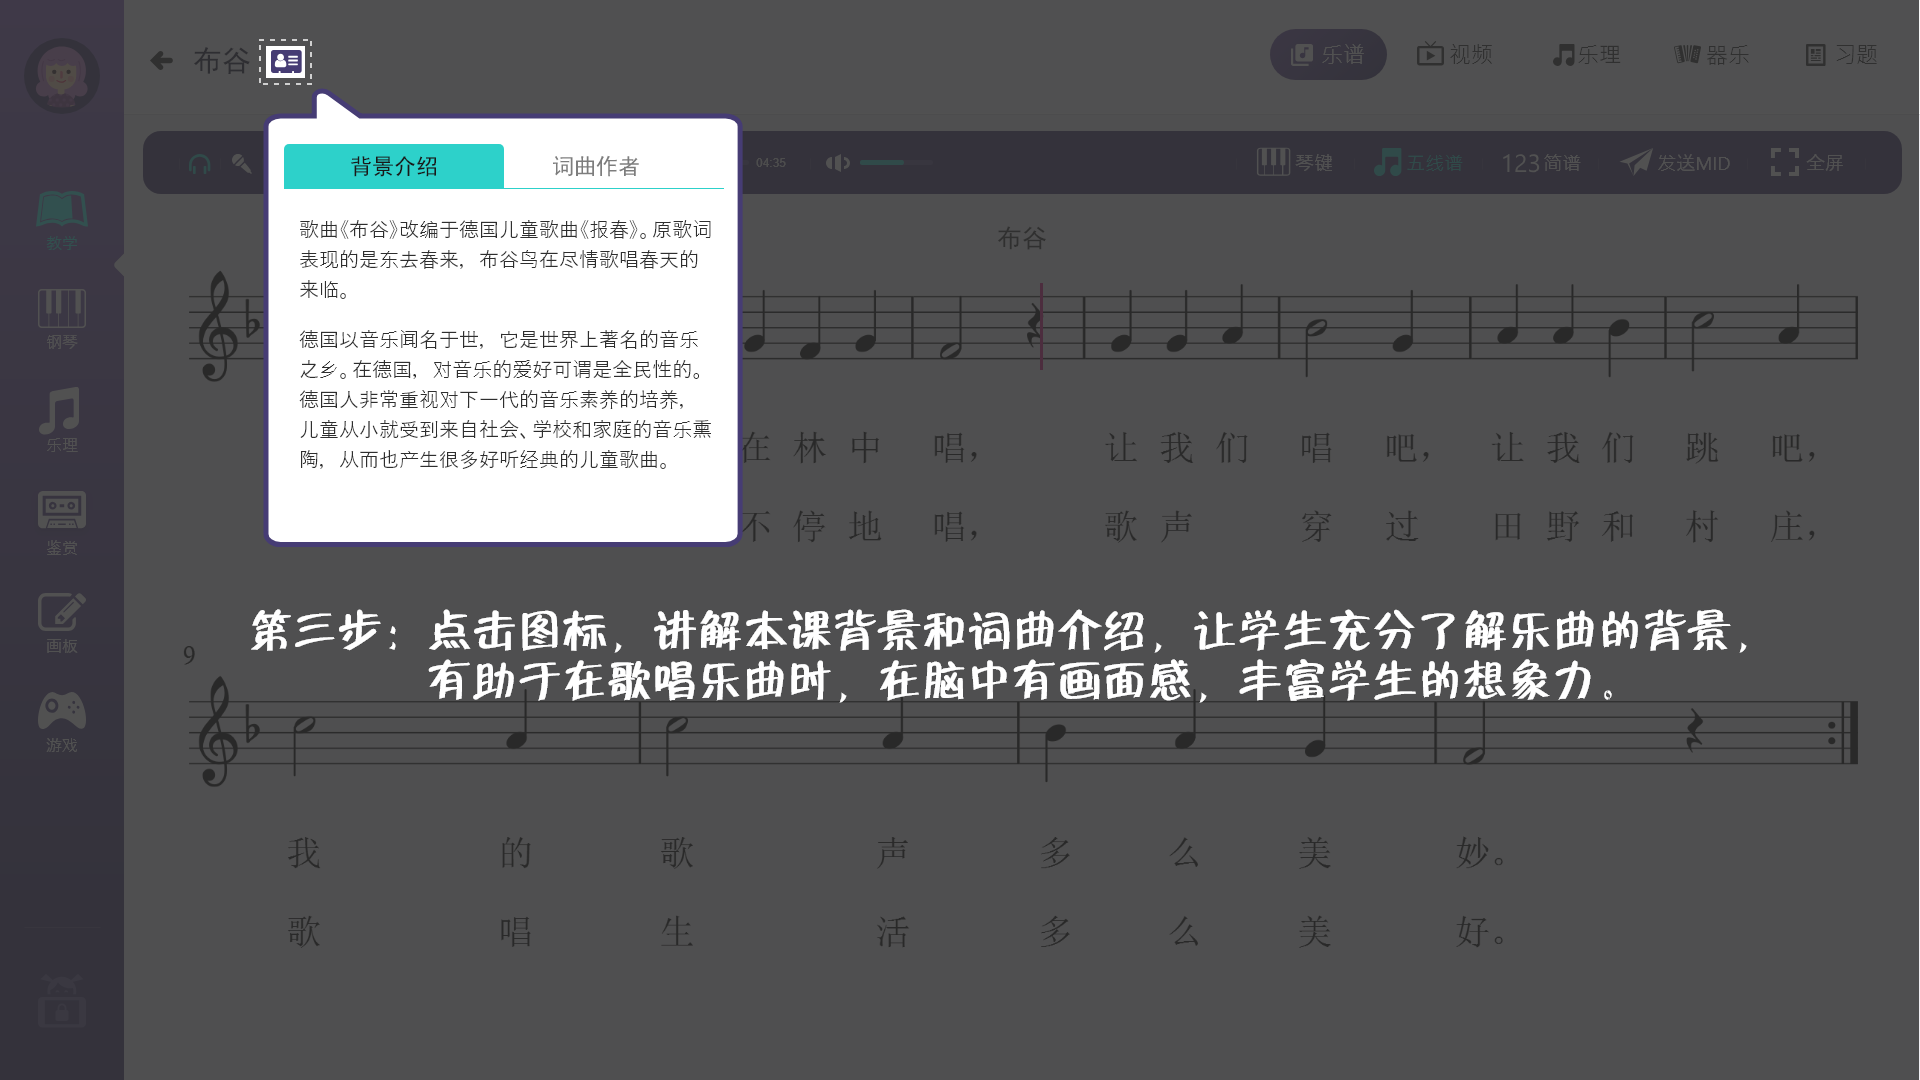 布谷
乐谱 视频 乐理 器乐 习题
04:35 琴键 五线谱 123简谱 发送MID 全屏
教学
钢琴
乐理
鉴赏
画板
游戏
背景介绍 词曲作者
歌曲《布谷》改编于德国儿童歌曲《报春》。原歌词
表现的是东去春来，布谷鸟在尽情歌唱春天的
来临。
德国以音乐闻名于世，它是世界上著名的音乐
之乡。在德国，对音乐的爱好可谓是全民性的。
德国人非常重视对下一代的音乐素养的培养，
儿童从小就受到来自社会、学校和家庭的音乐熏
陶，从而也产生很多好听经典的儿童歌曲。
布谷
在林中唱，让我们唱吧，让我们跳吧，
不停地唱，歌声穿过田野和村庄，
第三步：点击图标，讲解本课背景和词曲介绍，让学生充分了解乐曲的背景，
有助于在歌唱乐曲时，在脑中有画面感，丰富学生的想象力。
9
我的歌声多么美妙。
歌唱生活多么美好。